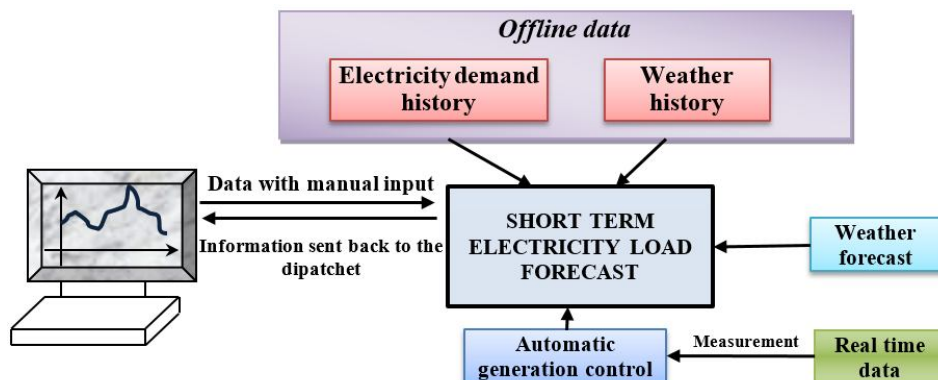 Offline data
Electricity demand
history
Weather
history
Data with manual input
Information sent back to the
dipatchet
SHORT TERM
ELECTRICITY LOAD
FORECAST
Weather
forecast
Automatic
generation control
Measurement
Real time
data